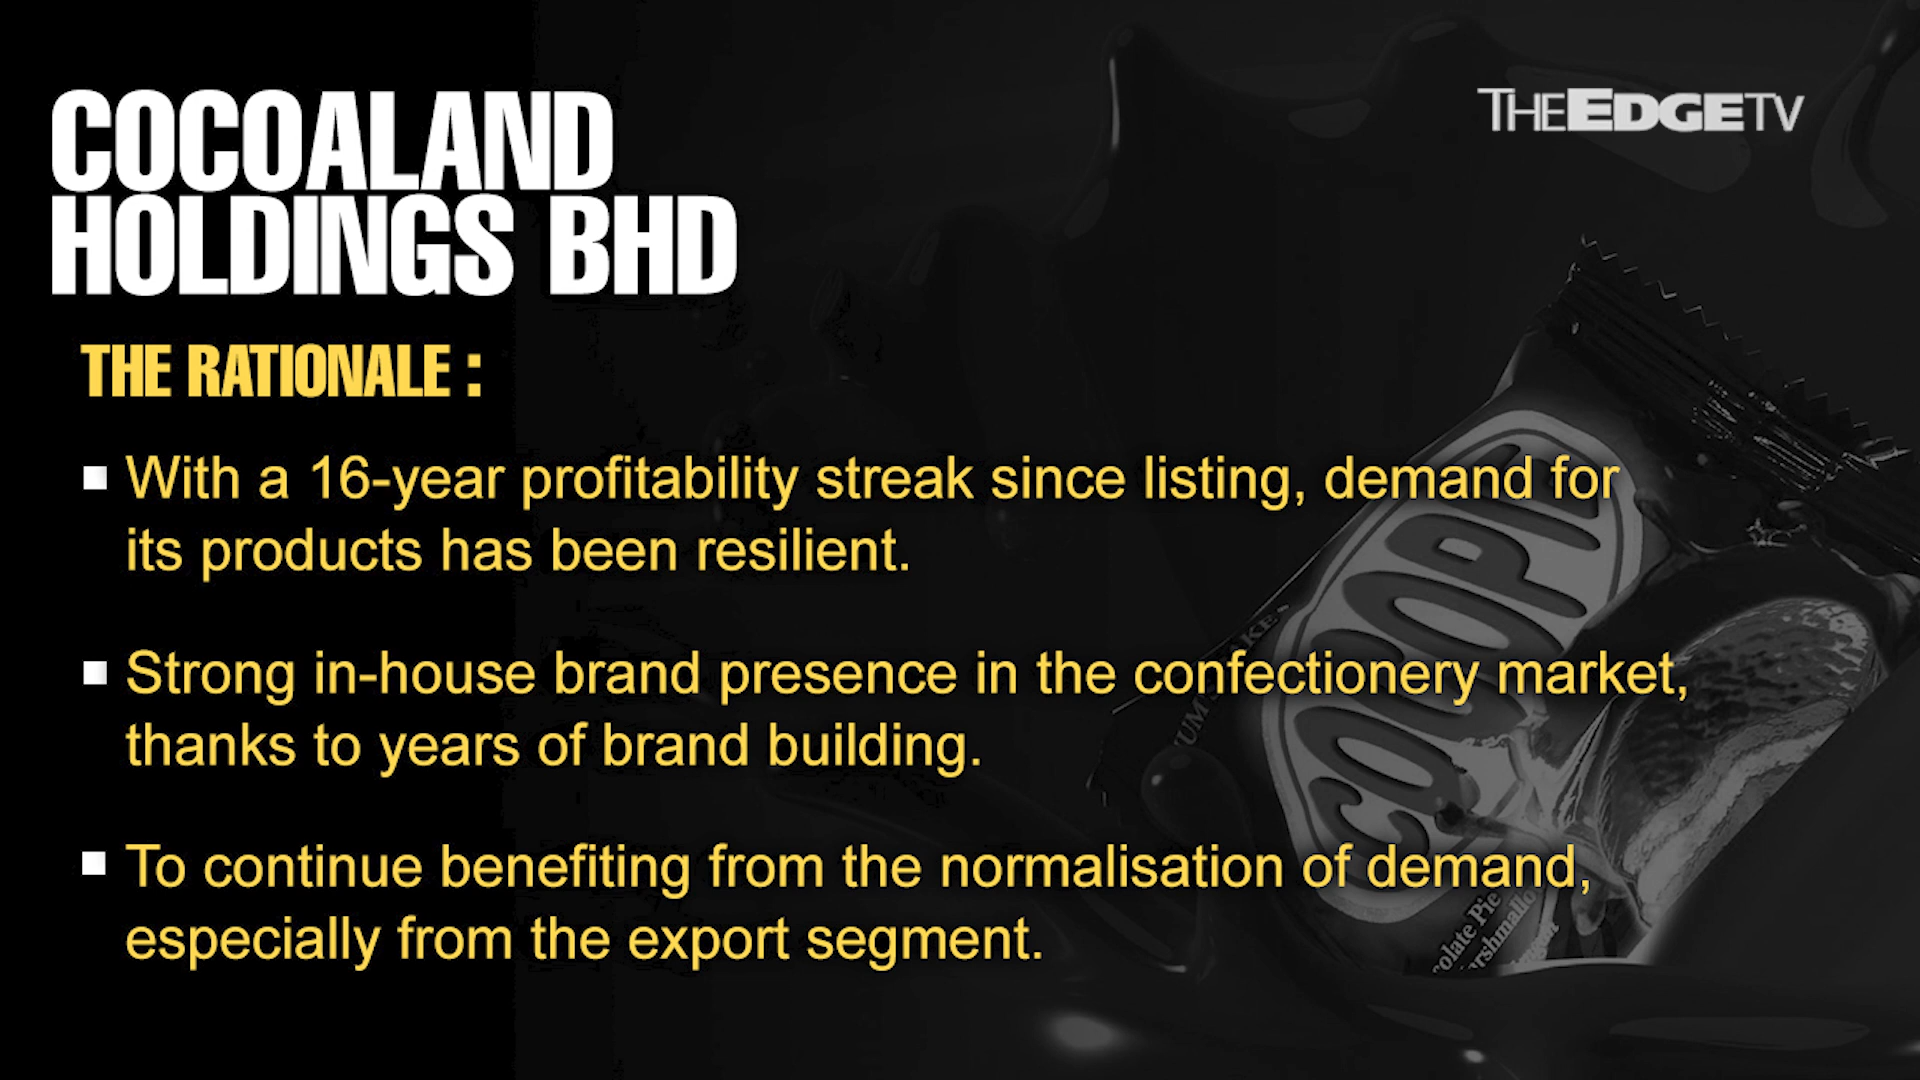 COCOALAND
HOLDINGS BHD
THEEDGETV
THE RATIONALE :
With a 16-year profitability streak since listing, demand for
its products has been resilient.
Strong in-house brand presence in the confectionery market,
thanks to years of brand building.
To continue benefiting from the normalisation of demand,
especially from the export segment.
COCOPIE